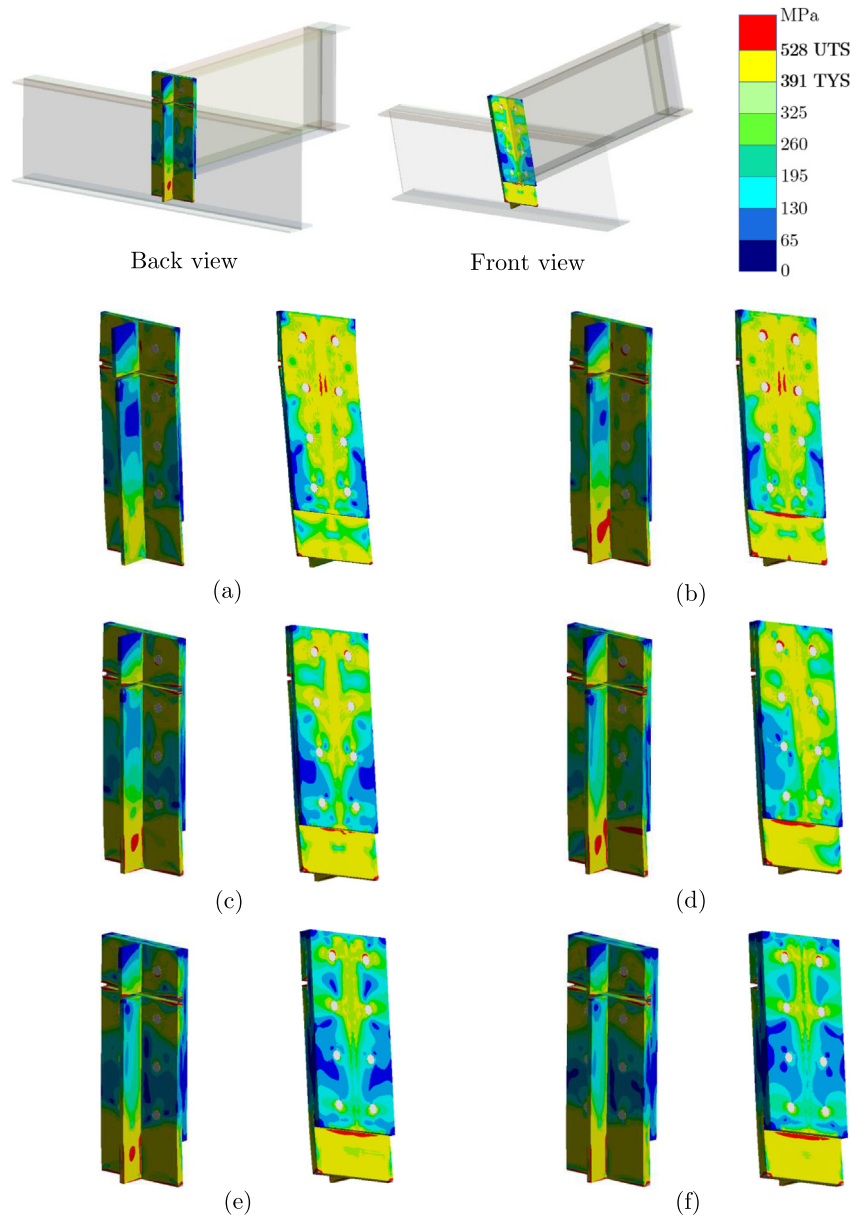 MPa
528 UTS
391 TYS
325
260
195
130
65
0
Back view
Front view
(a)
(b)
(c)
(d)
(e)
(f)